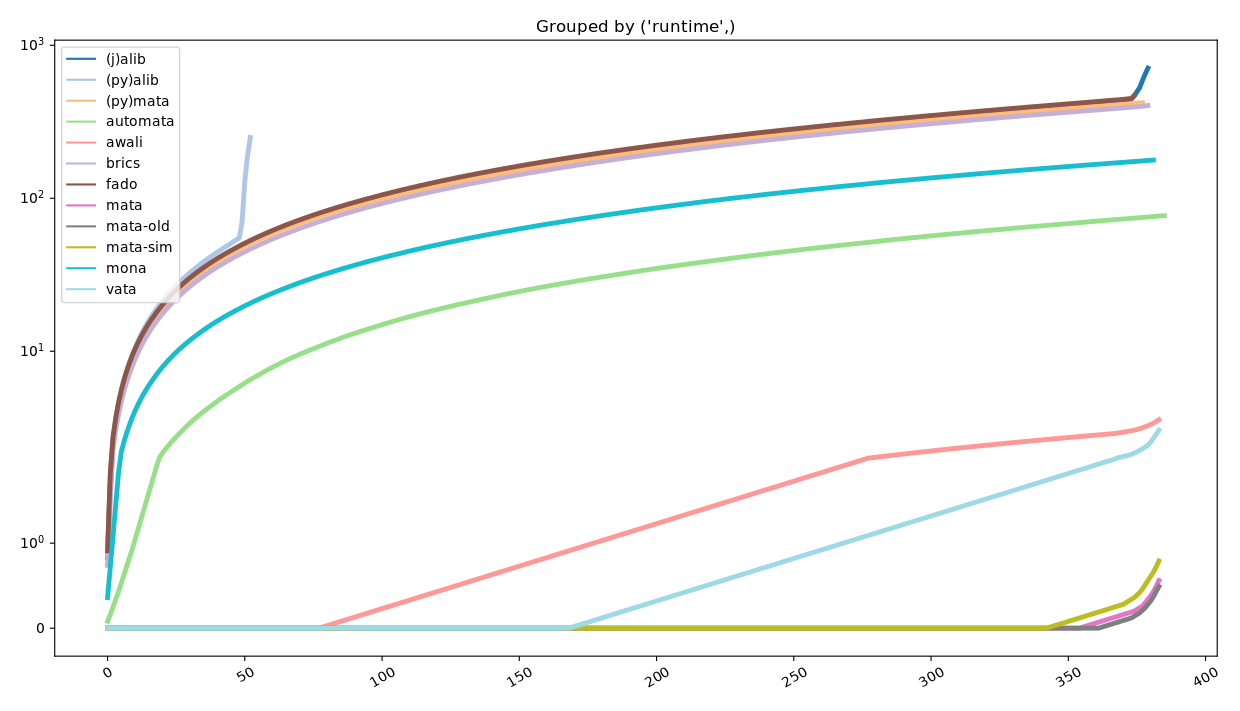 Grouped by ('runtime',)
10³
10²
10¹
10⁰
0
(j)alib
(py)alib
(py)mata
automata
awali
brics
fado
mata
mata-old
mata-sim
mona
vata
0 50 100 150 200 250 300 350 400